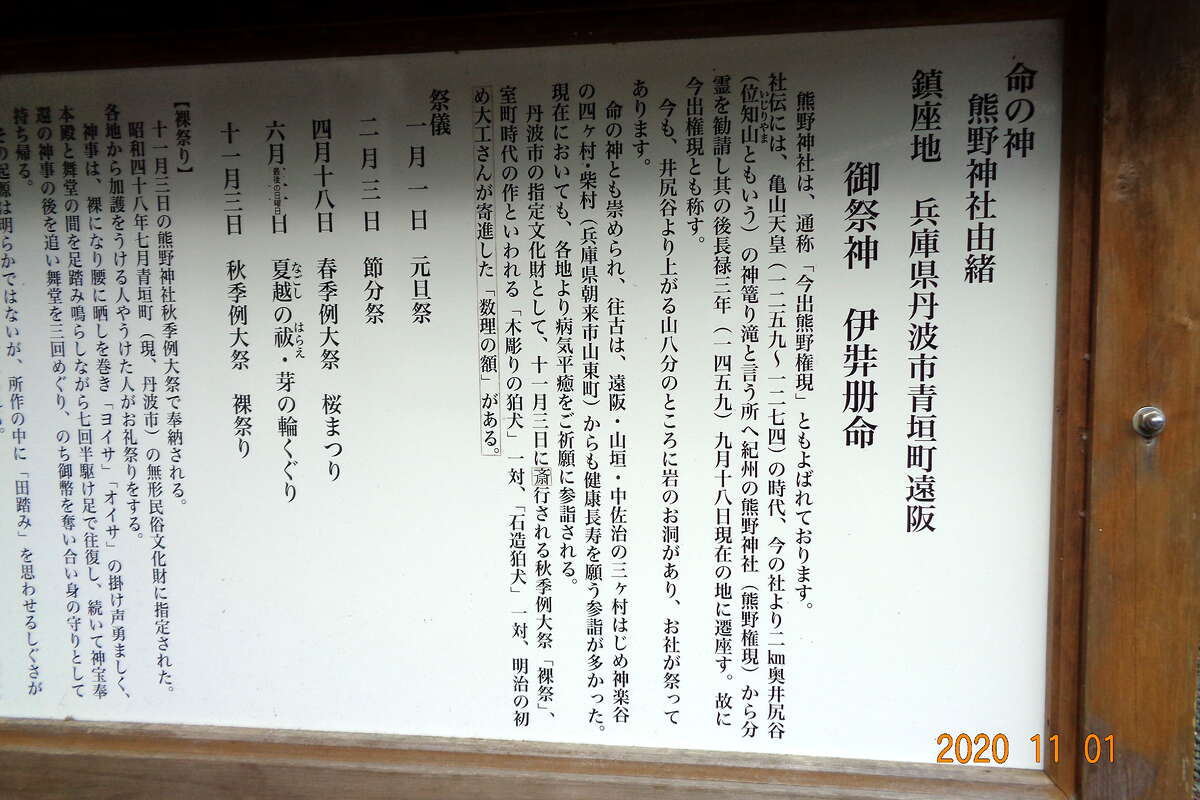 命の神
熊野神社由緒
鎮座地　兵庫県丹波市青垣町遠阪
御祭神　伊弉册命
熊野神社は、通称「今出熊野権現」ともよばれております。
社伝には、亀山天皇（一二五九〜一二七四）の時代、今の社より二㎞奥井尻谷
（位知山ともいう）の神篭り滝と言う所へ紀州の熊野神社（熊野権現）から分
いじりやま
霊を勧請し其の後長禄三年（一四五九）九月十八日現在の地に遷座す。故に
今出権現とも称す。
今も、井尻谷より上がる山八分のところに岩のお洞があり、お社が祭って
あります。
命の神とも崇められ、往古は、遠阪・山垣・中佐治の三ヶ村はじめ神楽谷
の四ヶ村・柴村（兵庫県朝来市山東町）からも健康長寿を願う参詣が多かった。
現在においても、各地より病気平癒をご祈願に参詣される。
丹波市の指定文化財として、十一月三日に斎行される秋季例大祭「裸祭」、
室町時代の作といわれる「木彫りの狛犬」一対、「石造狛犬」一対、明治の初
め大工さんが寄進した「数理の額」がある。
祭儀
一月一日　元旦祭
二月三日　節分祭
四月十八日　春季例大祭　桜まつり
六月最後の日曜日　夏越の祓・芽の輪くぐり
なごし　はらえ
十一月三日　秋季例大祭　裸祭り
【裸祭り】
十一月三日の熊野神社秋季例大祭で奉納される。
昭和四十八年七月青垣町（現、丹波市）の無形民俗文化財に指定された。
各地から加護をうける人やうけた人がお礼祭りをする。
神事は、裸になり腰に晒しを巻き「ヨイサ」「オイサ」の掛け声勇ましく、
本殿と舞堂の間を足踏み鳴らしながら七回半駆け足で往復し、続いて神宝奉
還の神事の後を追い舞堂を三回めぐり、のち御幣を奪い合い身の守りとして
持ち帰る。
その起源は明らかではないが、所作の中に「田踏み」を思わせるしぐさが
2020 11 01